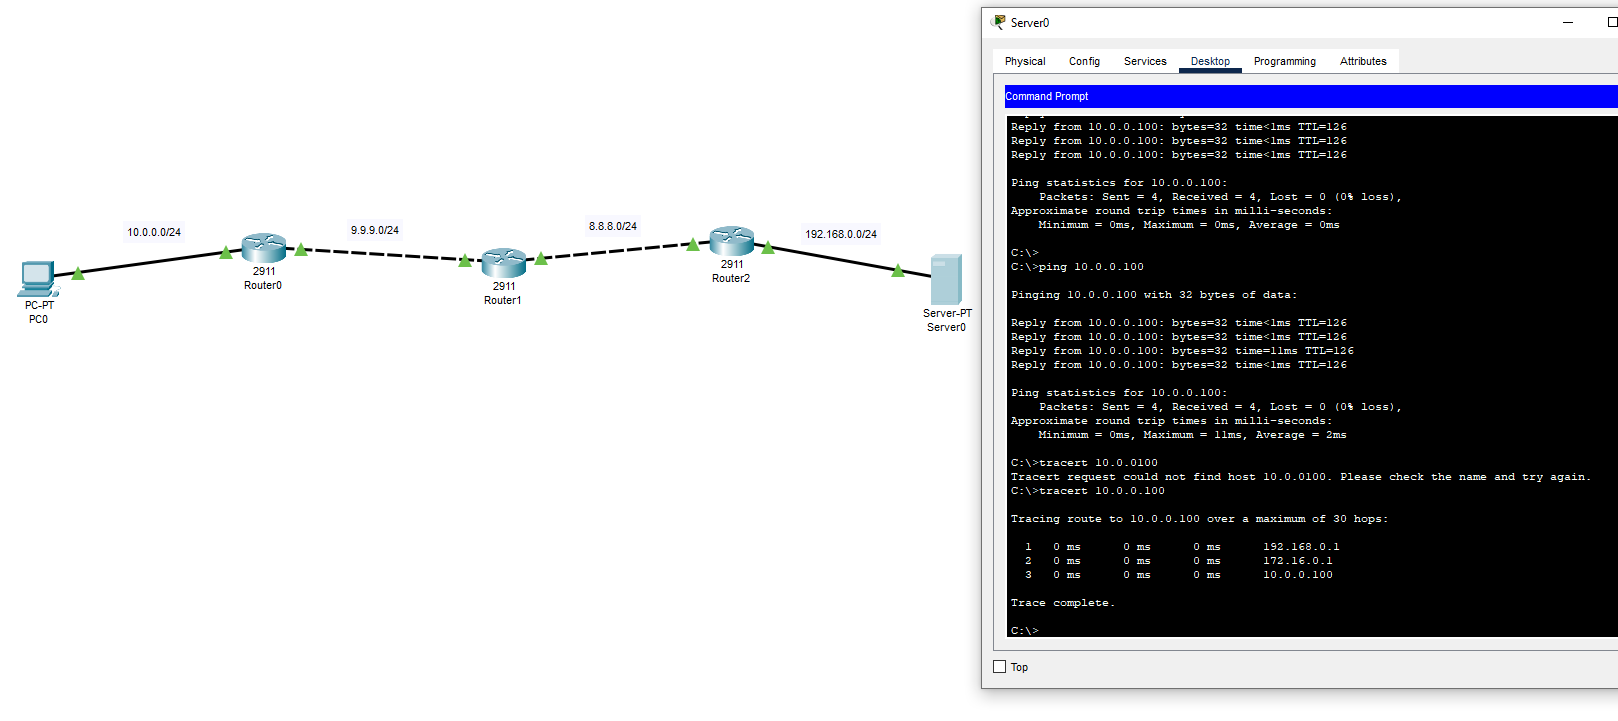 10.0.0.0/24
2911
Router0
PC-PT
PC0
9.9.9.0/24
2911
Router1
8.8.8.0/24
2911
Router2
192.168.0.0/24
Server-PT
Server0
Server0
Physical Config Services Desktop Programming Attributes
Command Prompt
Reply from 10.0.0.100: bytes=32 time<1ms TTL=126
Reply from 10.0.0.100: bytes=32 time<1ms TTL=126
Reply from 10.0.0.100: bytes=32 time<1ms TTL=126
Ping statistics for 10.0.0.100:
Packets: Sent = 4, Received = 4, Lost = 0 (0% loss),
Approximate round trip times in milli-seconds:
Minimum = 0ms, Maximum = 0ms, Average = 0ms
C:\>
C:\>ping 10.0.0.100
Pinging 10.0.0.100 with 32 bytes of data:
Reply from 10.0.0.100: bytes=32 time<1ms TTL=126
Reply from 10.0.0.100: bytes=32 time<1ms TTL=126
Reply from 10.0.0.100: bytes=32 time=11ms TTL=126
Reply from 10.0.0.100: bytes=32 time<1ms TTL=126
Ping statistics for 10.0.0.100:
Packets: Sent = 4, Received = 4, Lost = 0 (0% loss),
Approximate round trip times in milli-seconds:
Minimum = 0ms, Maximum = 11ms, Average = 2ms
C:\>tracert 10.0.0100
Tracert request could not find host 10.0.0100. Please check the name and try again.
C:\>tracert 10.0.0.100
Tracing route to 10.0.0.100 over a maximum of 30 hops:
1 0 ms 0 ms 0 ms 192.168.0.1
2 0 ms 0 ms 0 ms 172.16.0.1
3 0 ms 0 ms 0 ms 10.0.0.100
Trace complete.
C:\>
Top